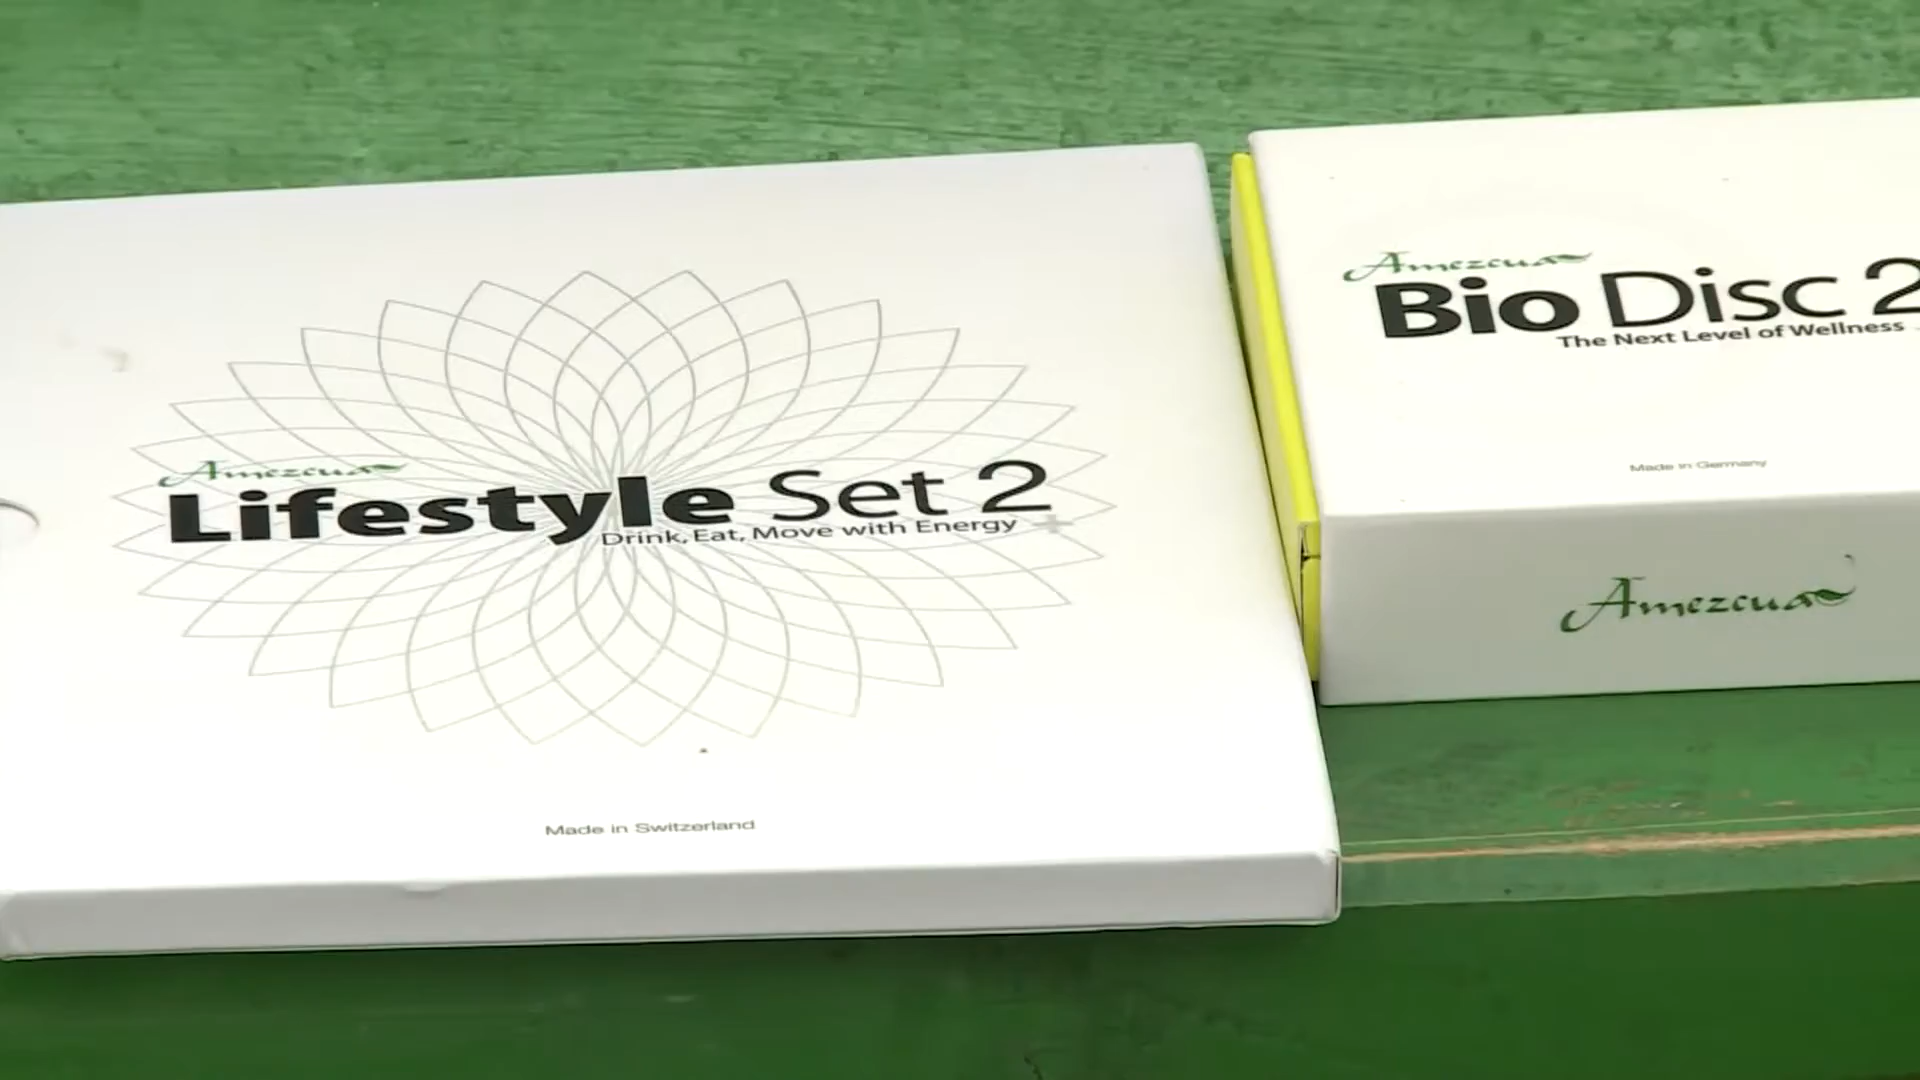 Amezcua
Lifestyle Set 2
Drink, Eat, Move with Energy +
Made in Switzerland
Amezcua
Bio Disc 2
The Next Level of Wellness
Made in Germany
Amezcua